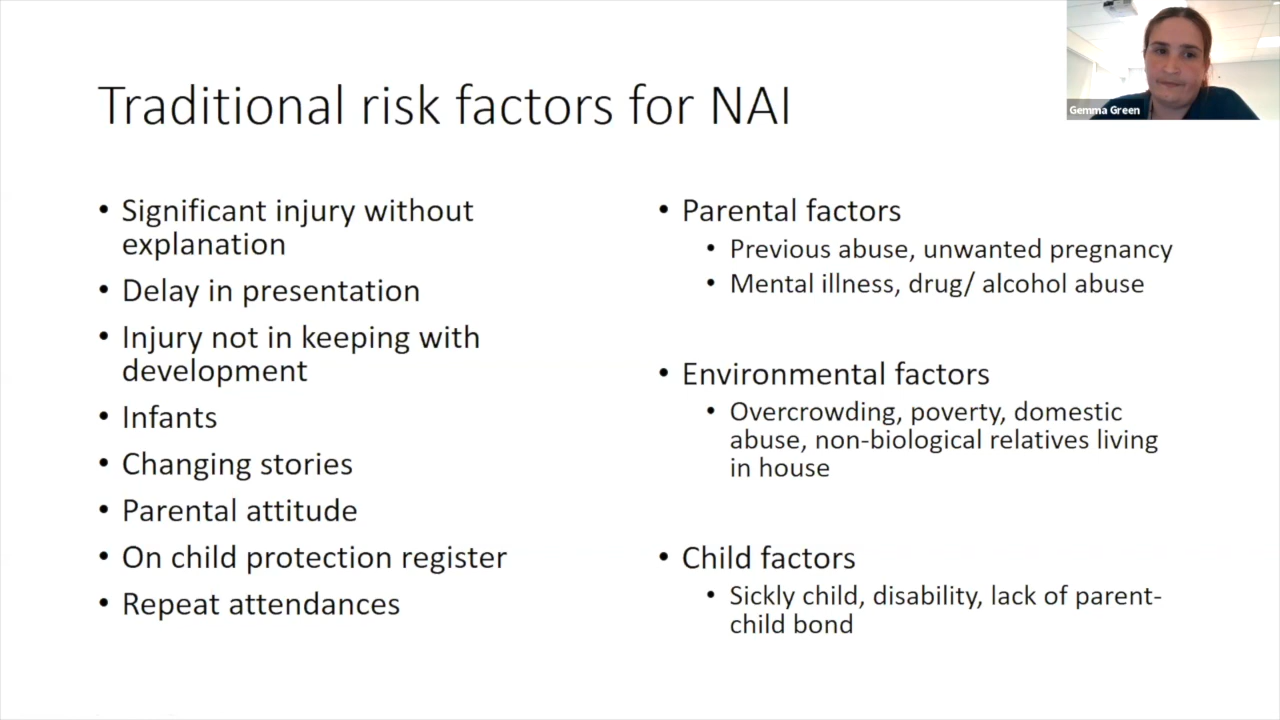 Traditional risk factors for NAI
Gemma Green
• Significant injury without
explanation
• Delay in presentation
• Injury not in keeping with
development
• Infants
• Changing stories
• Parental attitude
• On child protection register
• Repeat attendances
• Parental factors
• Previous abuse, unwanted pregnancy
• Mental illness, drug/ alcohol abuse
• Environmental factors
• Overcrowding, poverty, domestic
abuse, non-biological relatives living
in house
• Child factors
• Sickly child, disability, lack of parent-
child bond